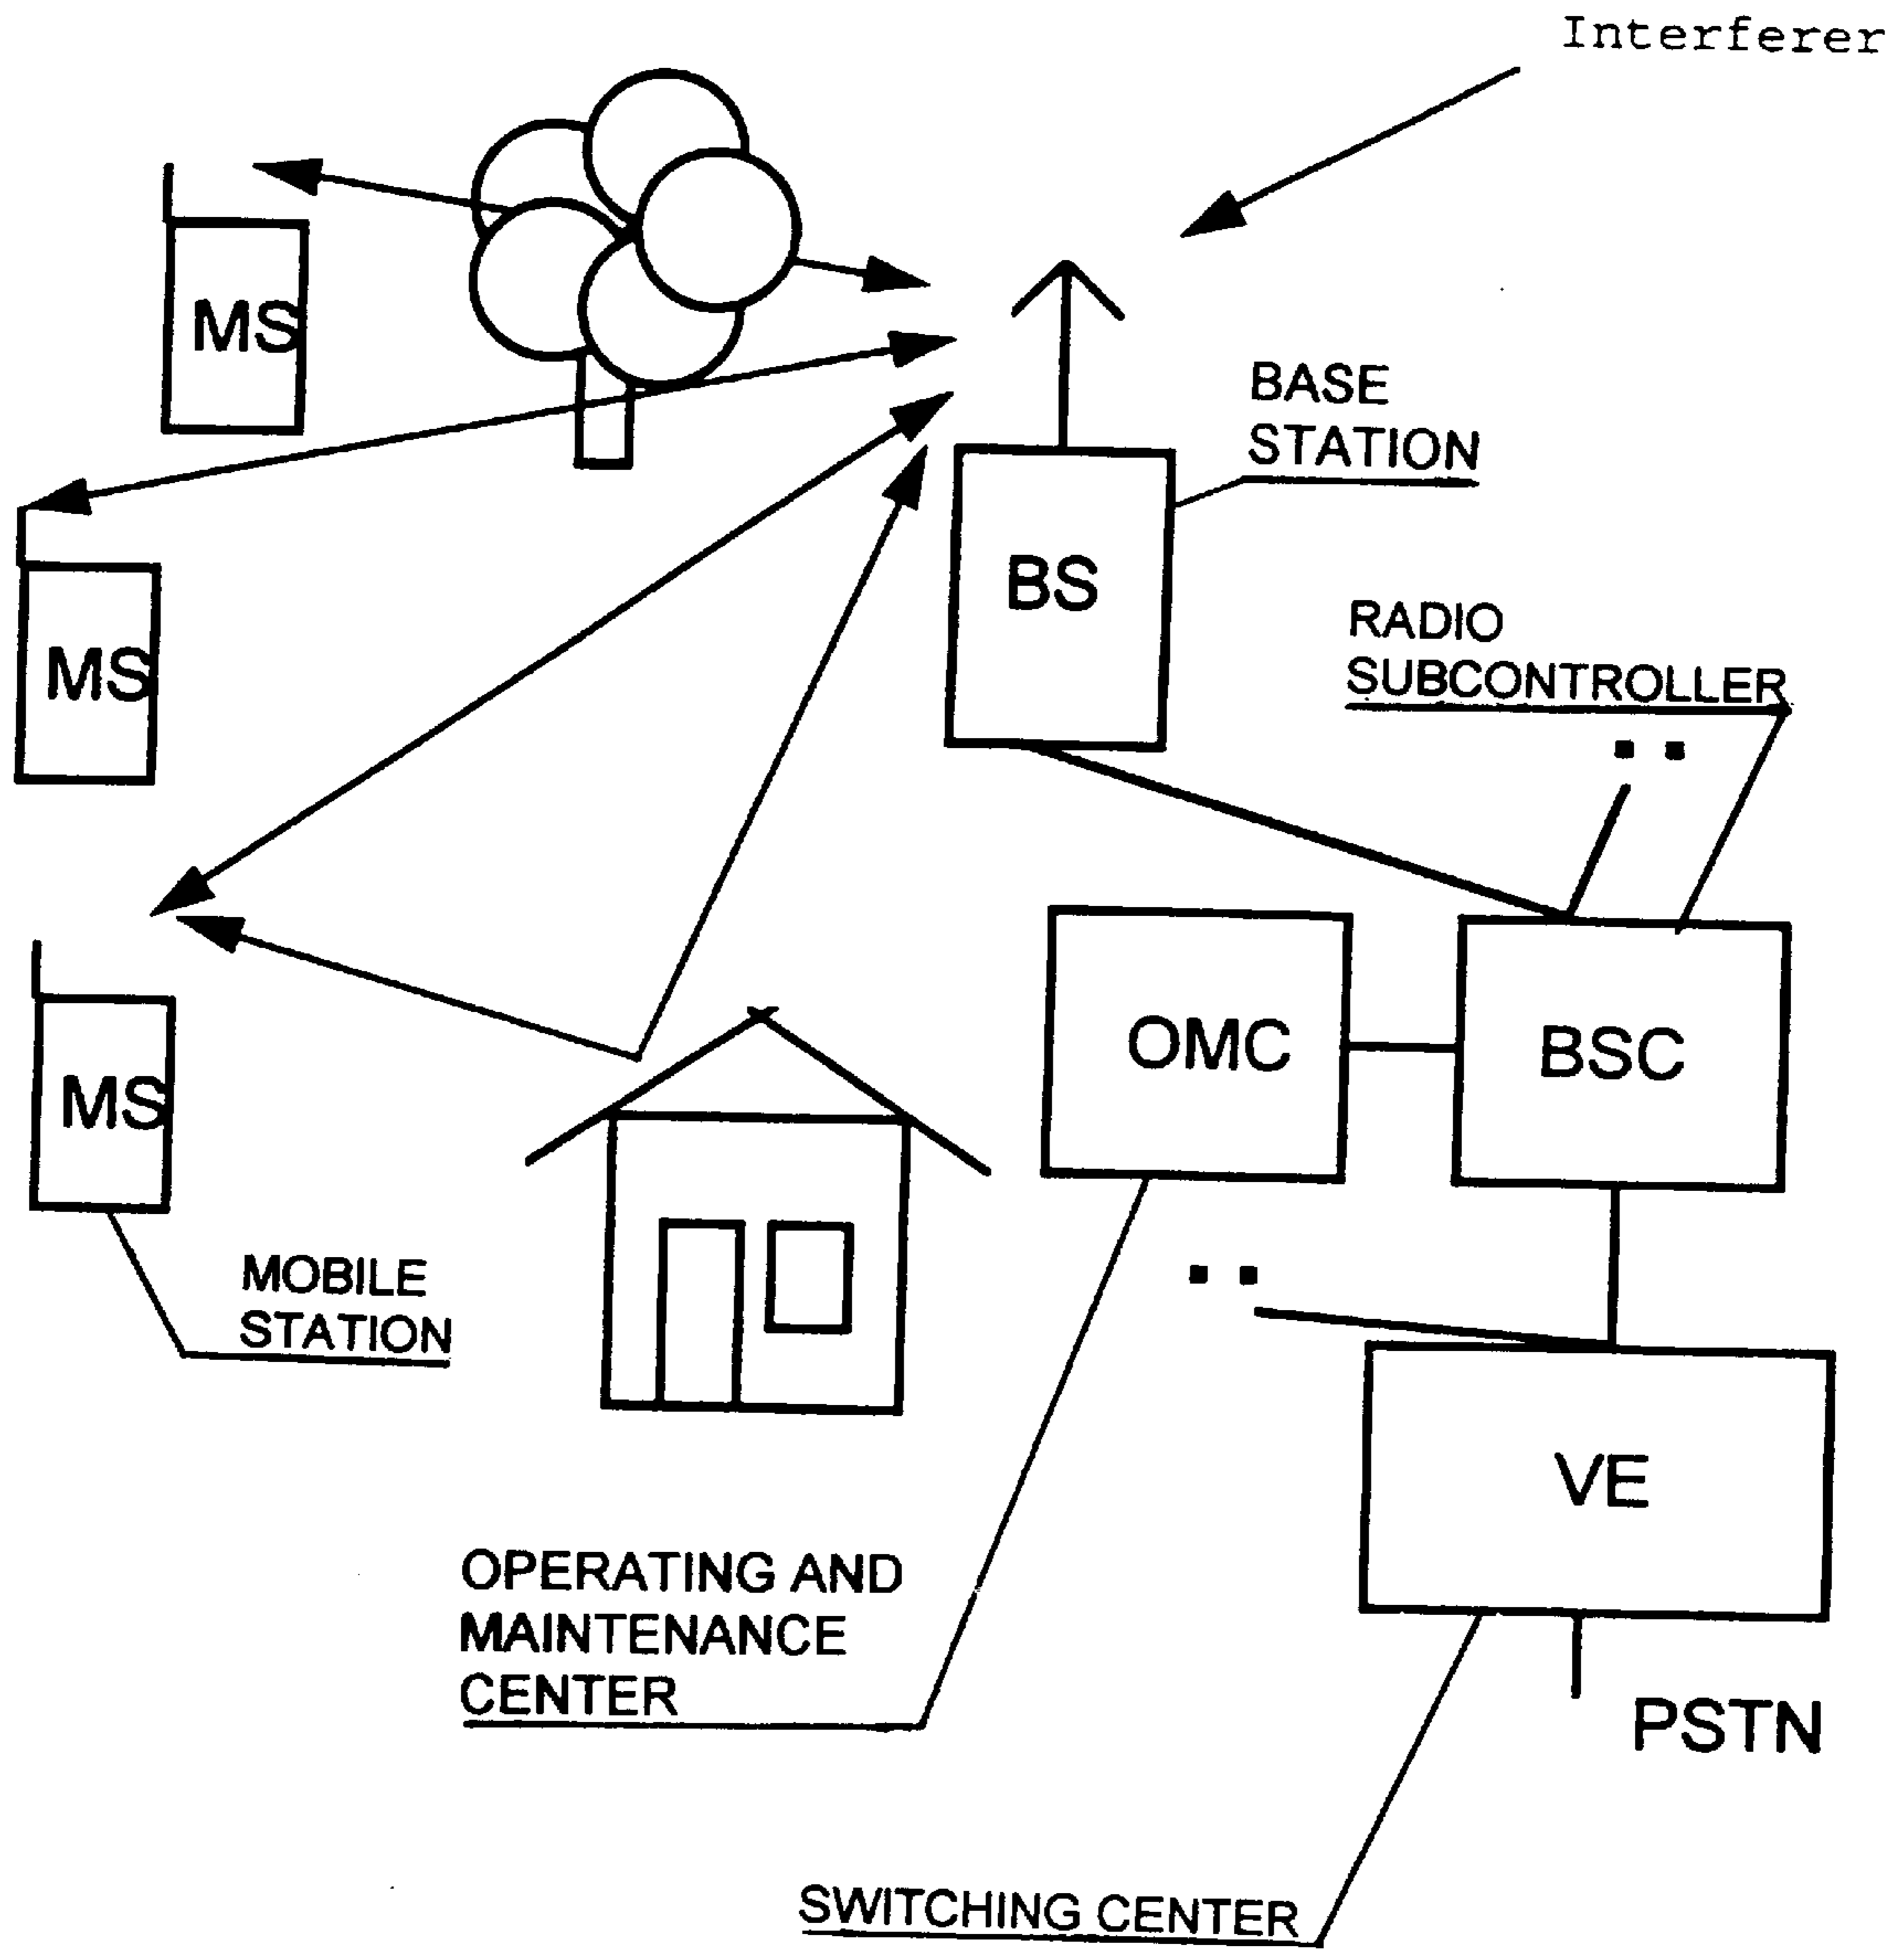 Interferer
MS
BASE
STATION
BS
RADIO
SUBCONTROLLER
MS
OMC
BSC
MS
MOBILE
STATION
VE
OPERATING AND
MAINTENANCE
CENTER
PSTN
SWITCHING CENTER